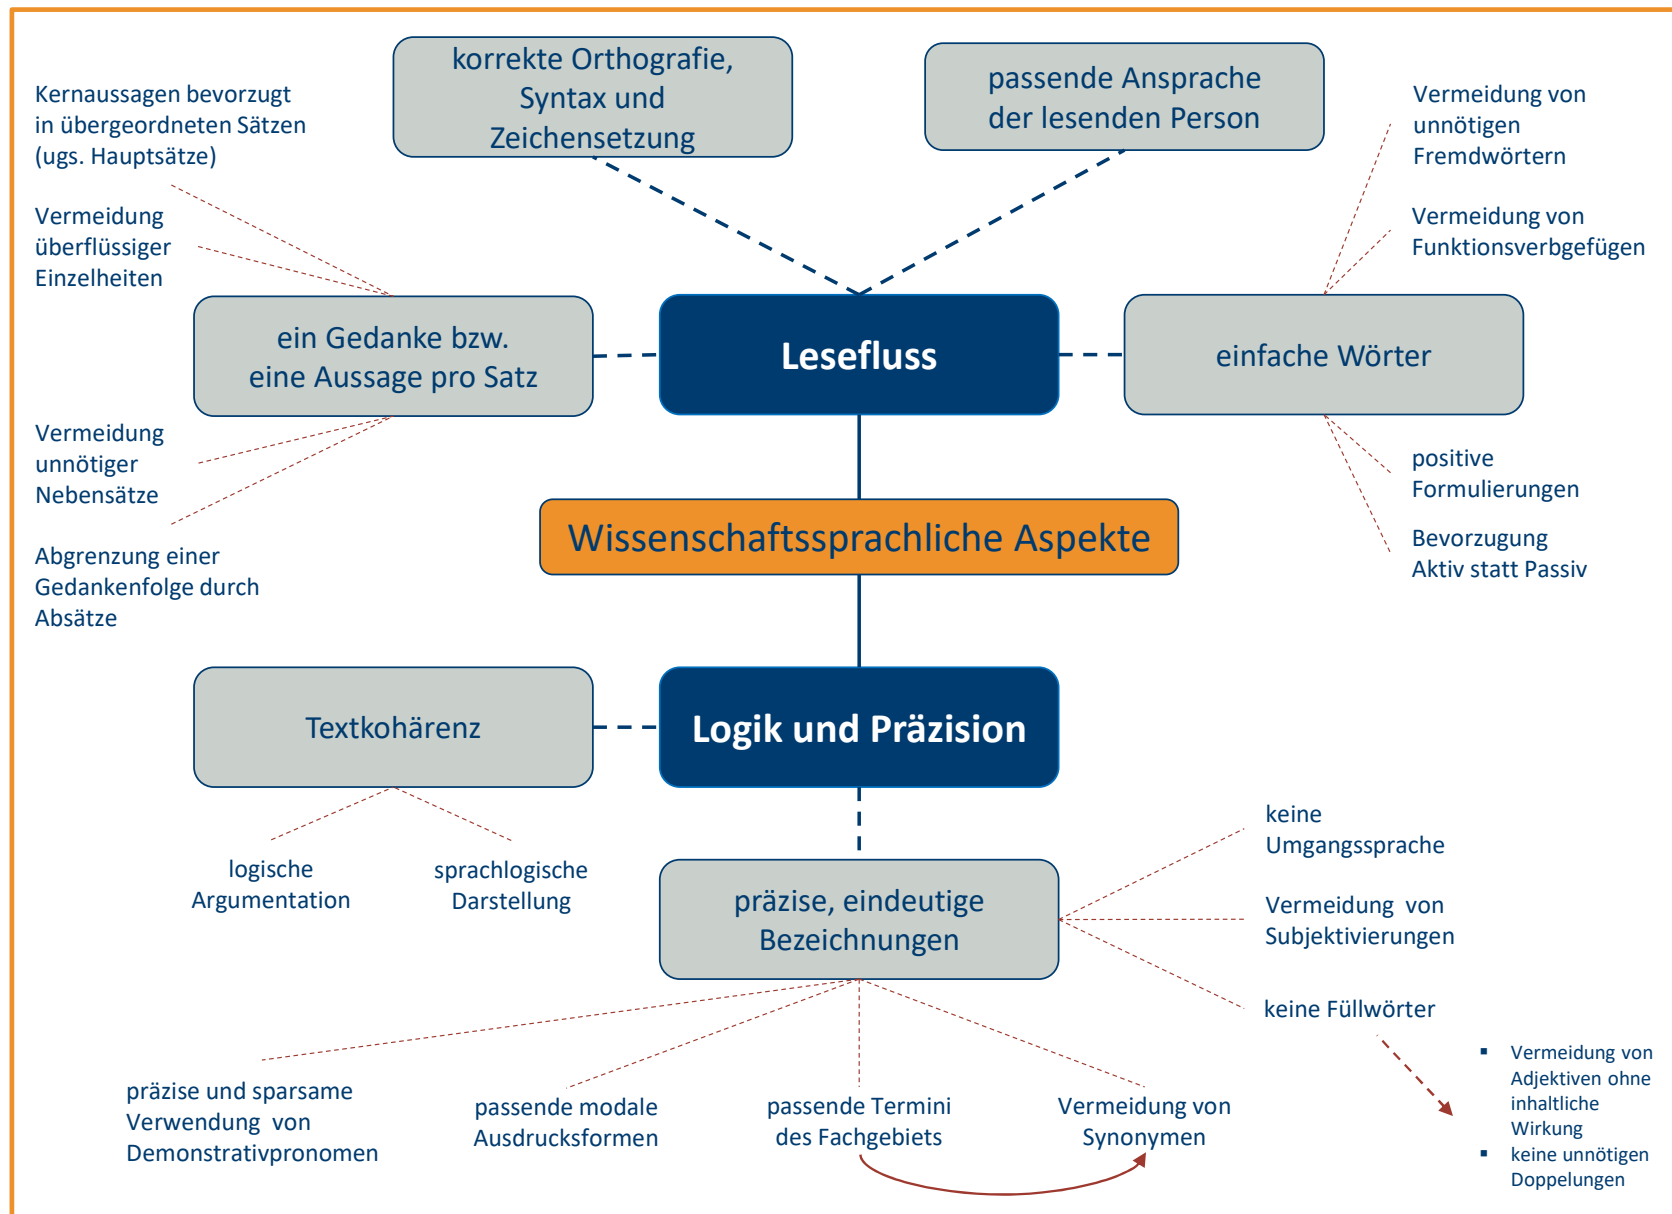 korrekte Orthografie,
Syntax und
Zeichensetzung
passende Ansprache
der lesenden Person
Kernaussagen bevorzugt
in übergeordneten Sätzen
(ugs. Hauptsätze)
Vermeidung
überflüssiger
Einzelheiten
Vermeidung von
unnötigen
Fremdwörtern
Vermeidung von
Funktionsverbgefügen
ein Gedanke bzw.
eine Aussage pro Satz
Lesefluss
einfache Wörter
Vermeidung
unnötiger
Nebensätze
Abgrenzung einer
Gedankenfolge durch
Absätze
positive
Formulierungen
Bevorzugung
Aktiv statt Passiv
Wissenschaftssprachliche Aspekte
Textkohärenz
Logik und Präzision
logische
Argumentation
sprachlogische
Darstellung
präzise, eindeutige
Bezeichnungen
keine
Umgangssprache
Vermeidung von
Subjektivierungen
keine Füllwörter
▪ Vermeidung von
Adjektiven ohne
inhaltliche
Wirkung
▪ keine unnötigen
Doppelungen
präzise und sparsame
Verwendung von
Demonstrativpronomen
passende modale
Ausdrucksformen
passende Termini
des Fachgebiets
Vermeidung von
Synonymen